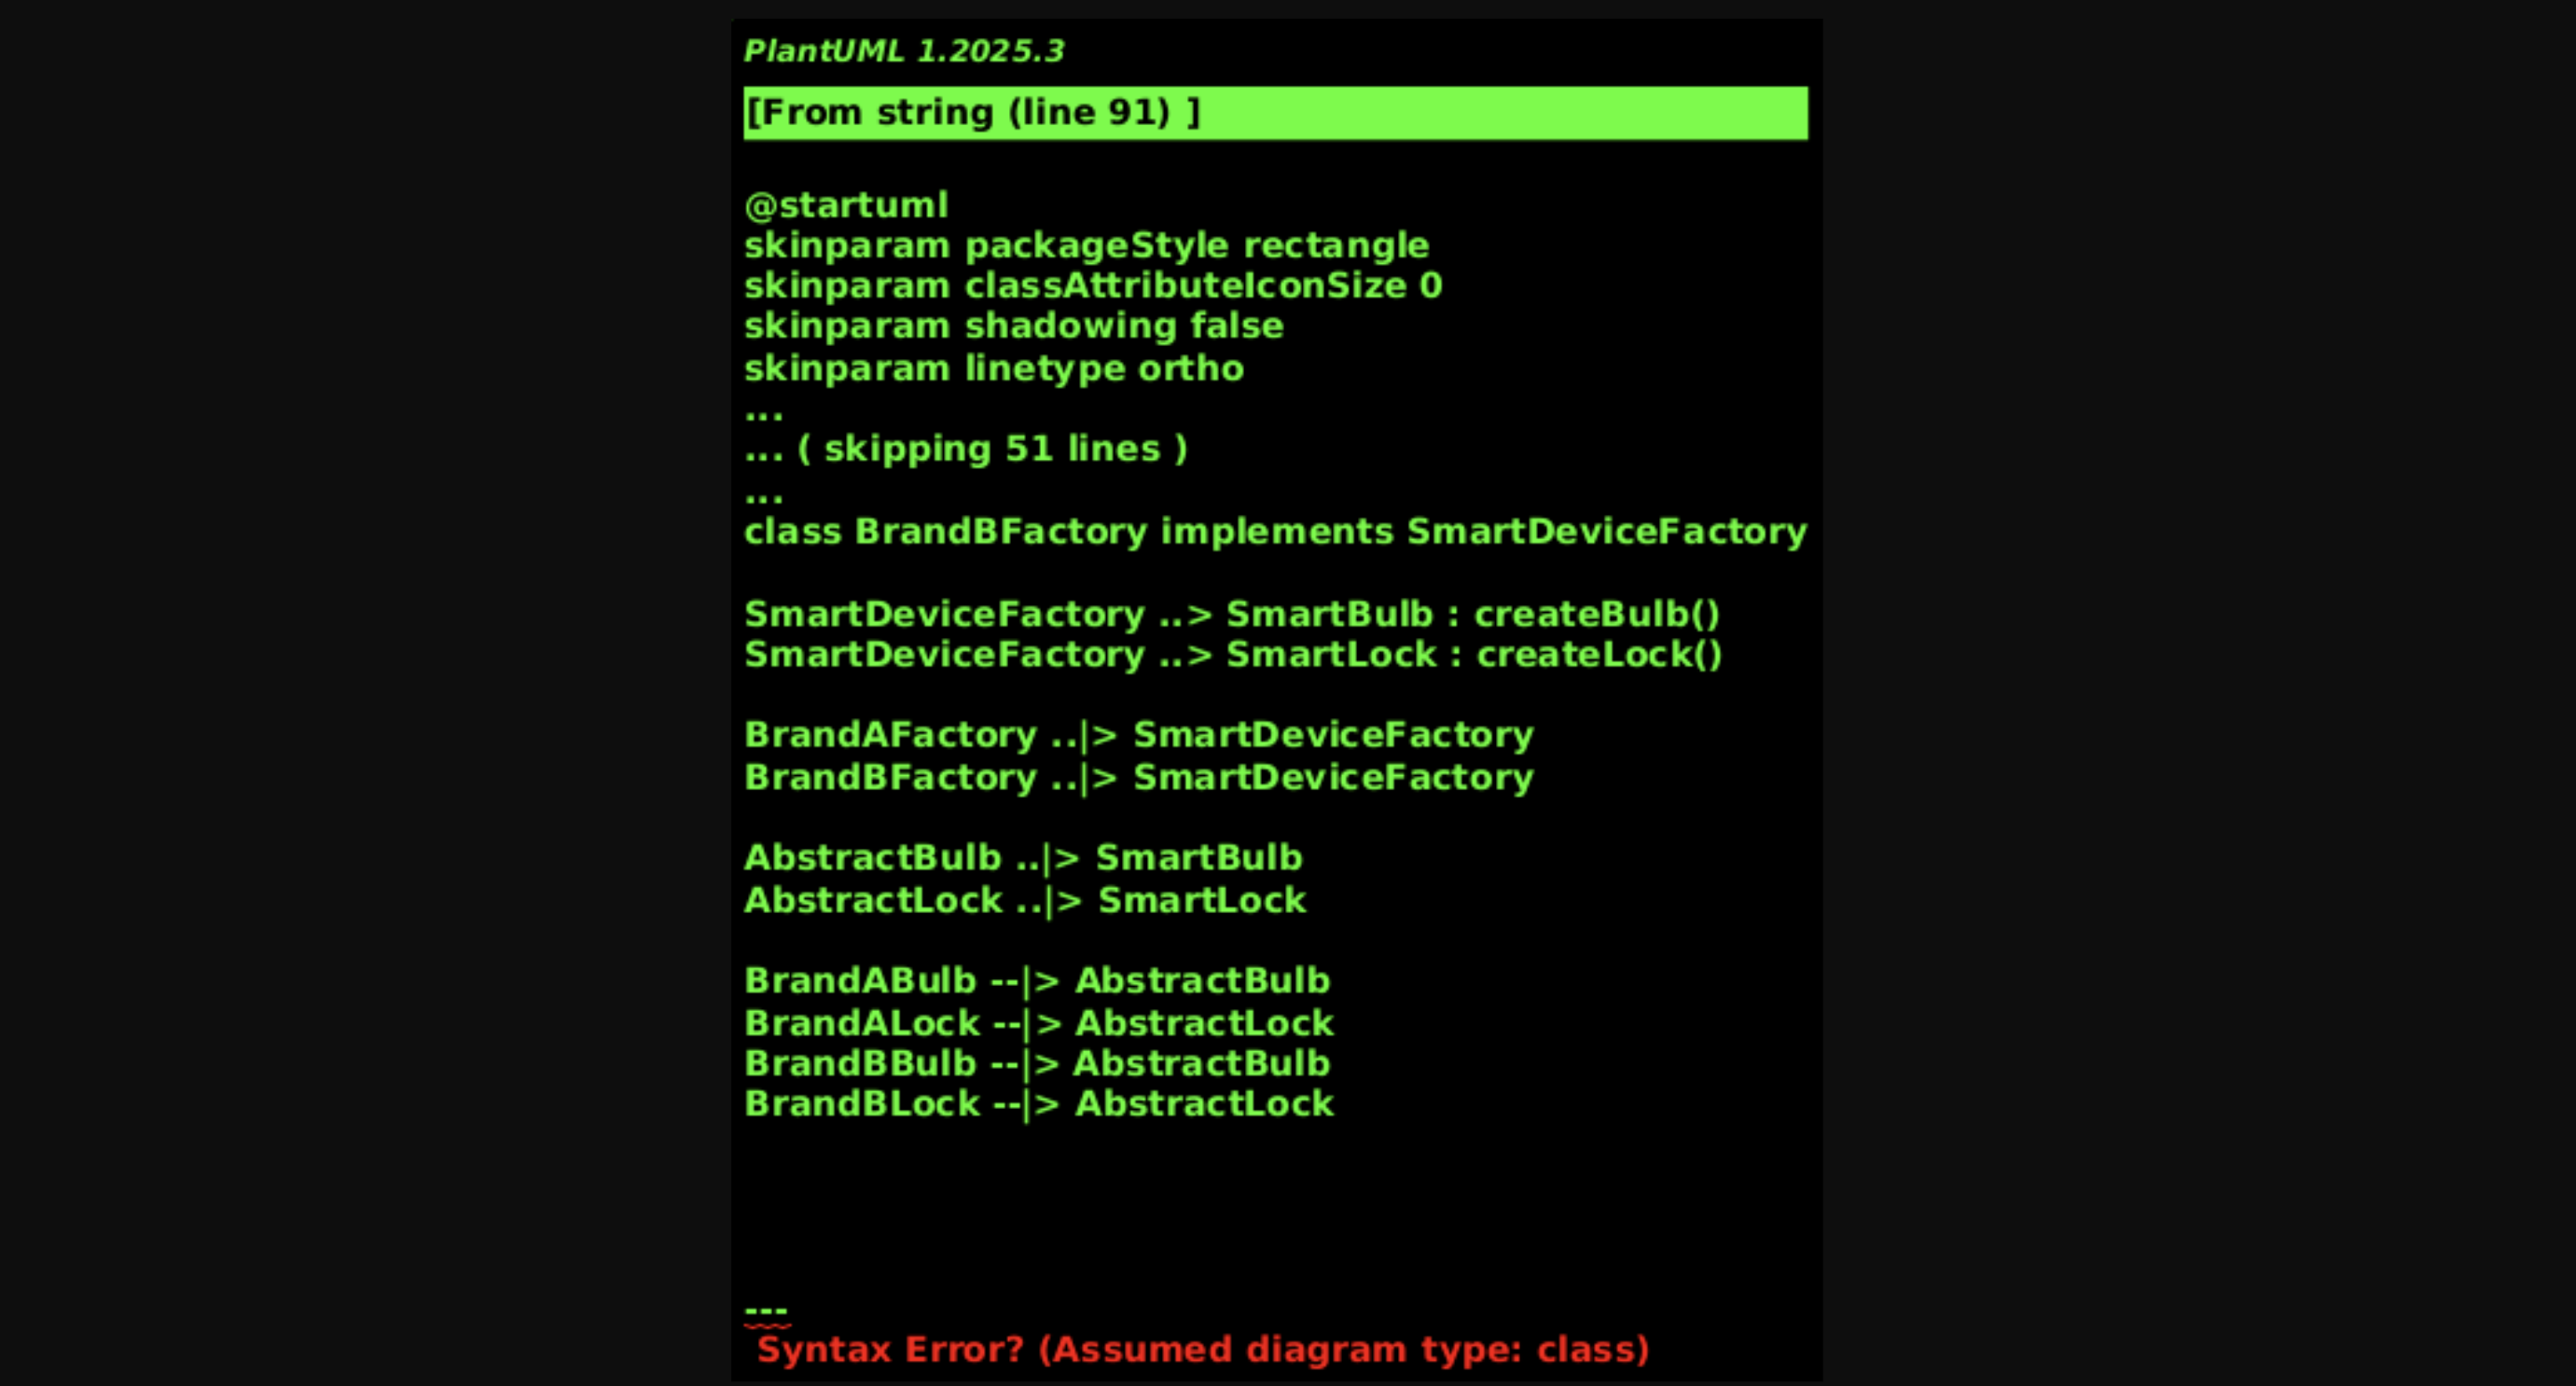 PlantUML 1.2025.3
[From string (line 91) ]
@startuml
skinparam packageStyle rectangle
skinparam classAttributeIconSize 0
skinparam shadowing false
skinparam linetype ortho
...
... ( skipping 51 lines )
...
class BrandBFactory implements SmartDeviceFactory
SmartDeviceFactory ..> SmartBulb : createBulb()
SmartDeviceFactory ..> SmartLock : createLock()
BrandAFactory ..|> SmartDeviceFactory
BrandBFactory ..|> SmartDeviceFactory
AbstractBulb ..|> SmartBulb
AbstractLock ..|> SmartLock
BrandABulb --|> AbstractBulb
BrandALock --|> AbstractLock
BrandBBulb --|> AbstractBulb
BrandBLock --|> AbstractLock
---
Syntax Error? (Assumed diagram type: class)